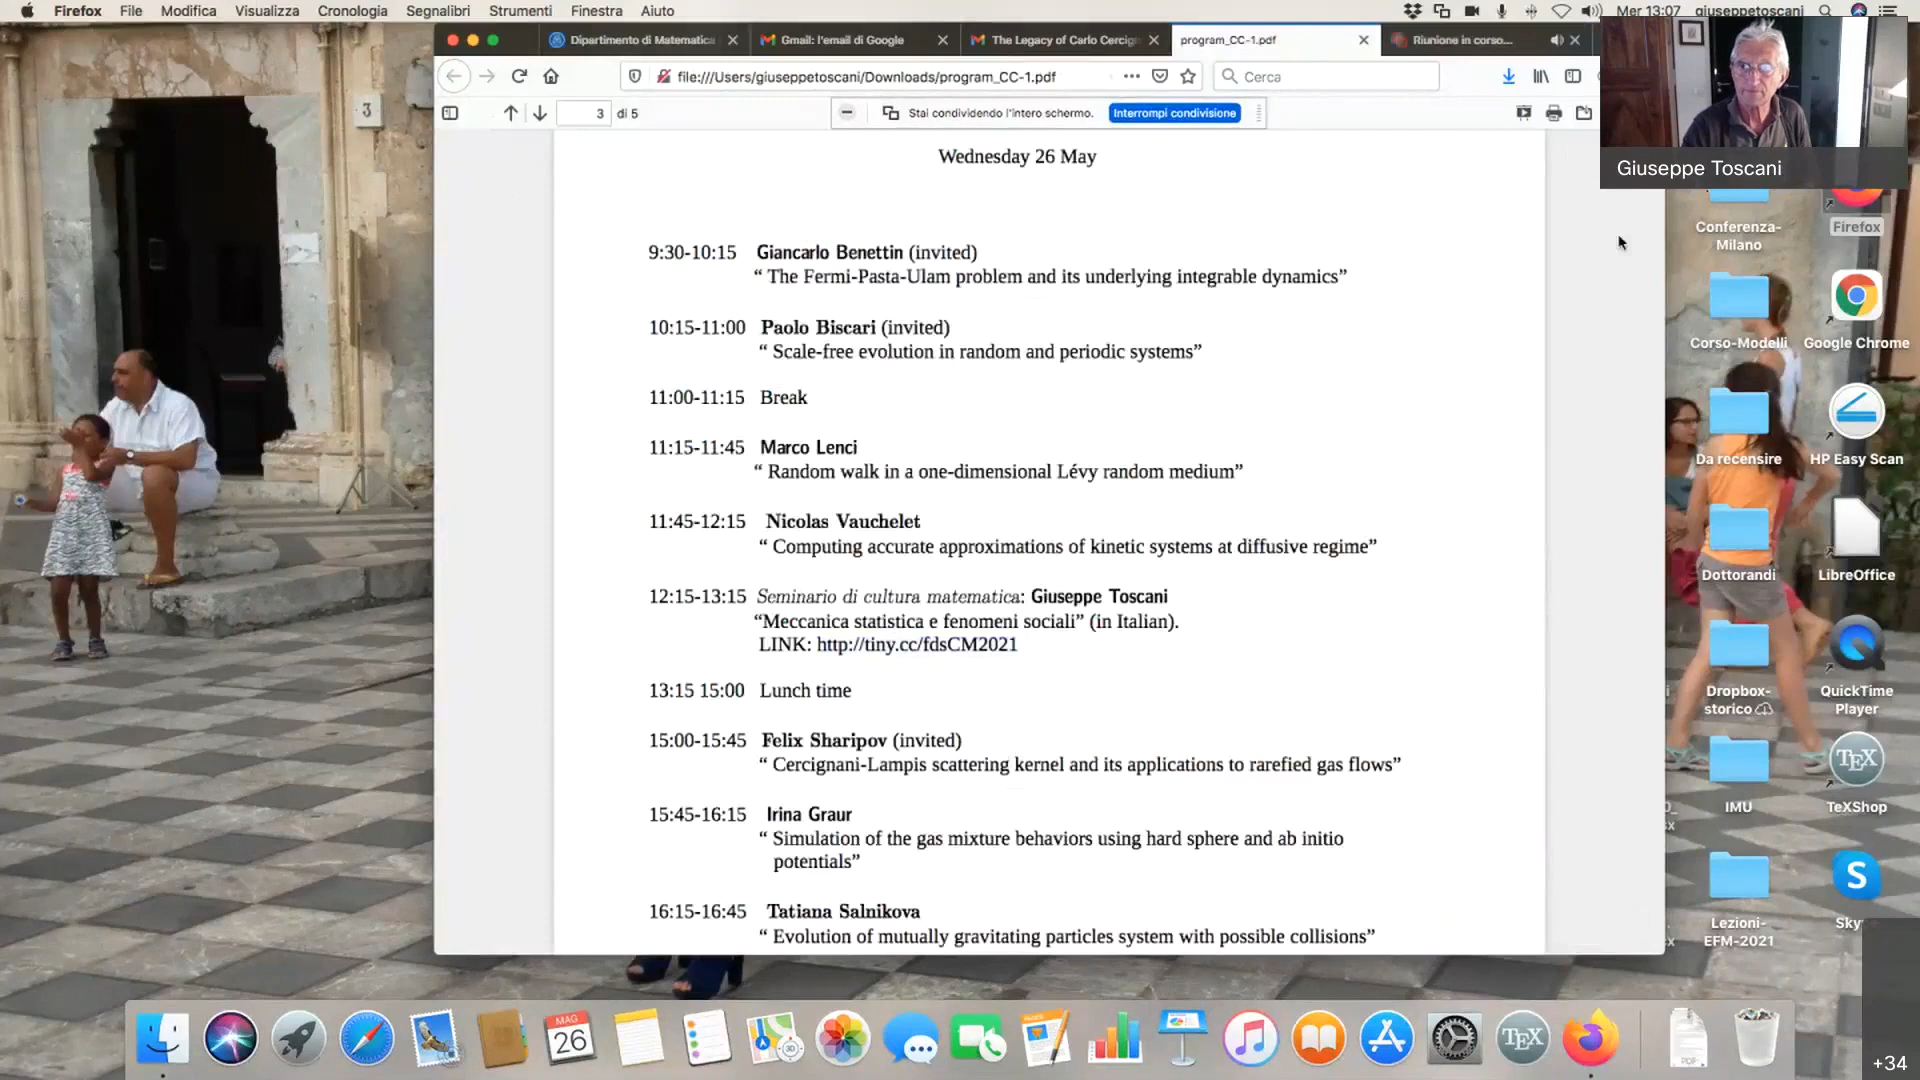 Firefox File Modifica Visualizza Cronologia Segnalibri Strumenti Finestra Aiuto
Mer 13:07 giuseppetoscani
Dipartimento di Matematica
Gmail: l'email di Google
The Legacy of Carlo Cercign
program_CC-1.pdf
Riunione in corso...
file:///Users/giuseppetoscani/Downloads/program_CC-1.pdf
Cerca
3 di 5
Stai condividendo l'intero schermo.
Interrompi condivisione
Giuseppe Toscani
Wednesday 26 May
9:30-10:15 Giancarlo Benettin (invited)
“ The Fermi-Pasta-Ulam problem and its underlying integrable dynamics”
10:15-11:00 Paolo Biscari (invited)
“ Scale-free evolution in random and periodic systems”
11:00-11:15 Break
11:15-11:45 Marco Lenci
“ Random walk in a one-dimensional Lévy random medium”
11:45-12:15 Nicolas Vauchelet
“ Computing accurate approximations of kinetic systems at diffusive regime”
12:15-13:15 Seminario di cultura matematica: Giuseppe Toscani
“Meccanica statistica e fenomeni sociali” (in Italian).
LINK: http://tiny.cc/fdsCM2021
13:15 15:00 Lunch time
15:00-15:45 Felix Sharipov (invited)
“ Cercignani-Lampis scattering kernel and its applications to rarefied gas flows”
15:45-16:15 Irina Graur
“ Simulation of the gas mixture behaviors using hard sphere and ab initio
potentials”
16:15-16:45 Tatiana Salnikova
“ Evolution of mutually gravitating particles system with possible collisions”
3
Conferenza-
Milano
Firefox
Corso-Modelli
Google Chrome
Da recensire
HP Easy Scan
Dottorandi
LibreOffice
Dropbox-
storico
QuickTime
Player
TEX
IMU
TeXShop
S
Lezioni-
EFM-2021
Sky
MAG
26
TEX
PDF
+34